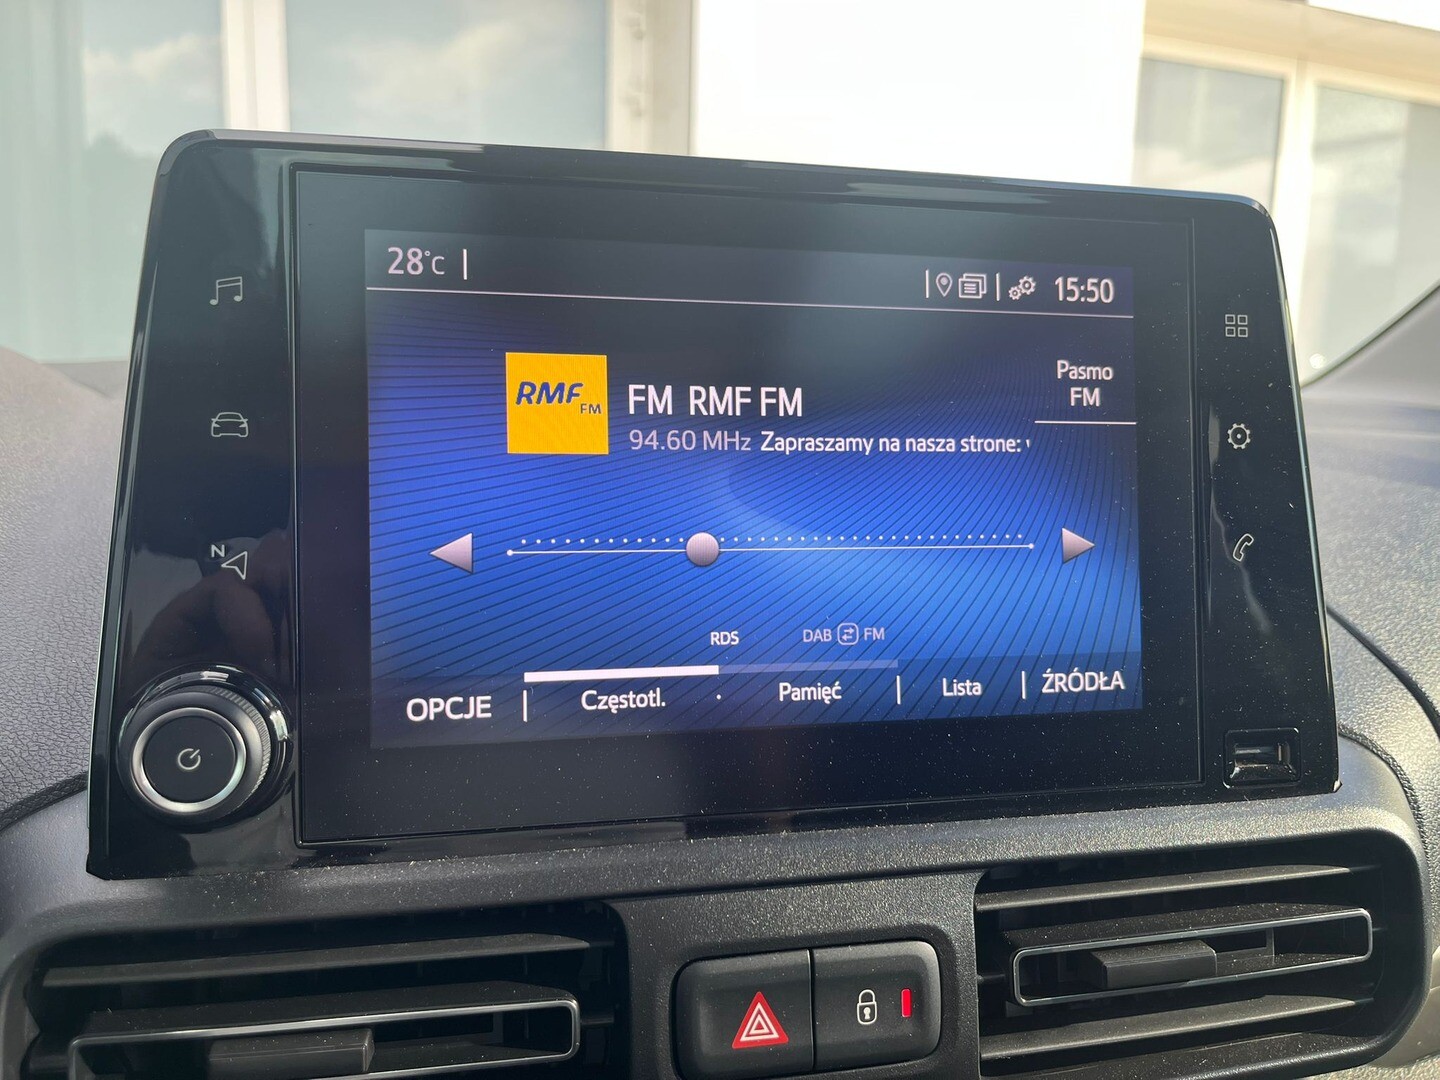 28°C
15:50
RMF FM
FM RMF FM
94.60 MHz Zapraszamy na nasza strone:
Pasmo
FM
N
RDS
DAB FM
OPCJE
Częstotl.
Pamięć
Lista
ŹRÓDŁA